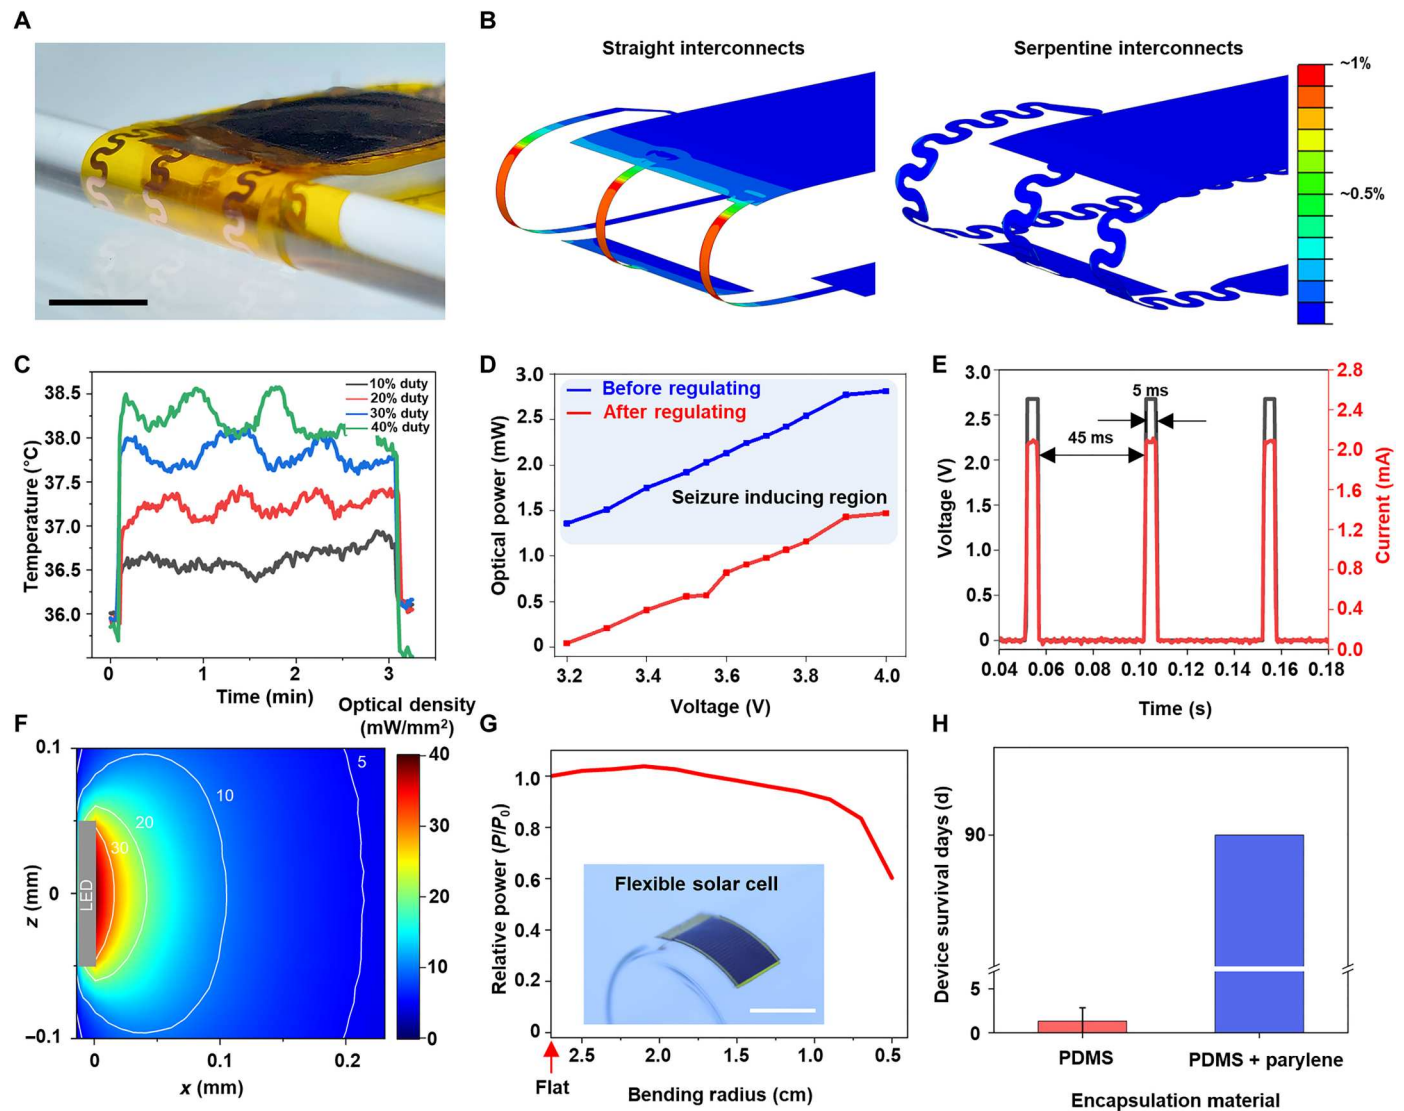 A
B
Straight interconnects
Serpentine interconnects
~1%
~0.5%
C
38.5
38.0
37.5
37.0
36.5
36.0
Temperature (°C)
10% duty
20% duty
30% duty
40% duty
0
1
2
3
Time (min)
D
3.0
2.5
2.0
1.5
1.0
0.5
0
Optical power (mW)
Before regulating
After regulating
Seizure inducing region
3.2
3.4
3.6
3.8
4.0
Voltage (V)
E
3.0
2.5
2.0
1.5
1.0
0.5
0
Voltage (V)
5 ms
45 ms
2.8
2.4
2.0
1.6
1.2
0.8
0.4
0.0
Current (mA)
0.04
0.06
0.08
0.10
0.12
0.14
0.16
0.18
Time (s)
F
Optical density
(mW/mm²)
0.1
0
−0.1
z (mm)
LED
30
20
10
5
40
30
20
10
0
0
0.1
0.2
x (mm)
G
1.0
0.8
0.6
0.4
0.2
0
Relative power (P/P₀)
Flexible solar cell
2.5
2.0
1.5
1.0
0.5
Flat
Bending radius (cm)
H
90
5
0
Device survival days (d)
PDMS
PDMS + parylene
Encapsulation material